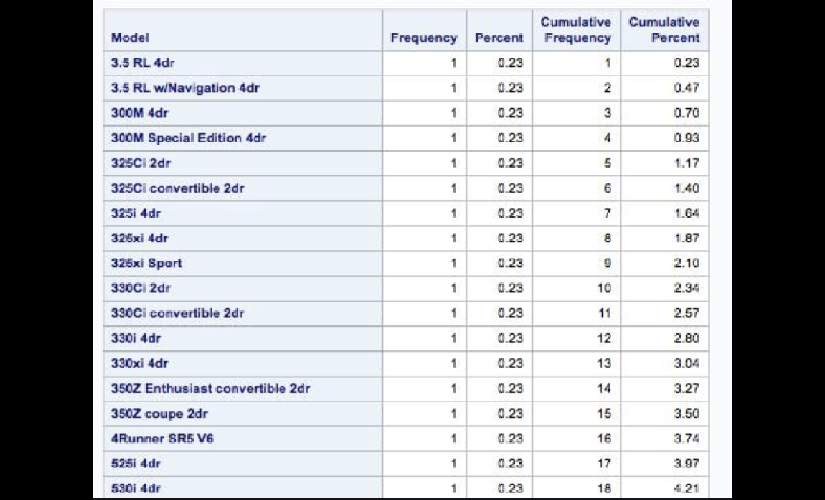 Model Frequency Percent Cumulative Frequency Cumulative Percent
3.5 RL 4dr 1 0.23 1 0.23
3.5 RL w/Navigation 4dr 1 0.23 2 0.47
300M 4dr 1 0.23 3 0.70
300M Special Edition 4dr 1 0.23 4 0.93
325Ci 2dr 1 0.23 5 1.17
325Ci convertible 2dr 1 0.23 6 1.40
325i 4dr 1 0.23 7 1.64
325xi 4dr 1 0.23 8 1.87
325xi Sport 1 0.23 9 2.10
330Ci 2dr 1 0.23 10 2.34
330Ci convertible 2dr 1 0.23 11 2.57
330i 4dr 1 0.23 12 2.80
330xi 4dr 1 0.23 13 3.04
350Z Enthusiast convertible 2dr 1 0.23 14 3.27
350Z coupe 2dr 1 0.23 15 3.50
4Runner SR5 V6 1 0.23 16 3.74
525i 4dr 1 0.23 17 3.97
530i 4dr 1 0.23 18 4.21